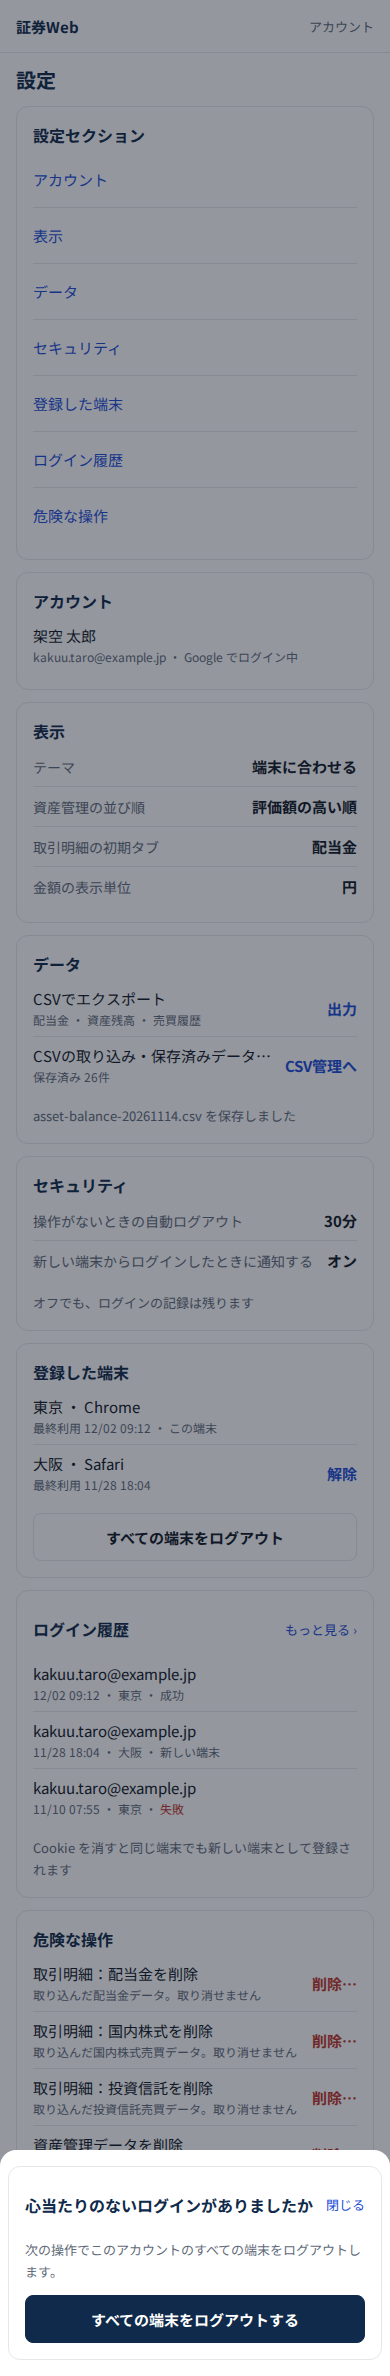 証券Web
アカウント
設定
設定セクション
アカウント
表示
データ
セキュリティ
登録した端末
ログイン履歴
危険な操作
アカウント
架空 太郎
kakuu.taro@example.jp ・ Google でログイン中
表示
テーマ 端末に合わせる
資産管理の並び順 評価額の高い順
取引明細の初期タブ 配当金
金額の表示単位 円
データ
CSVでエクスポート
配当金 ・ 資産残高 ・ 売買履歴
出力
CSVの取り込み・保存済みデータ…
保存済み 26件
CSV管理へ
asset-balance-20261114.csv を保存しました
セキュリティ
操作がないときの自動ログアウト 30分
新しい端末からログインしたときに通知する オン
オフでも、ログインの記録は残ります
登録した端末
東京 ・ Chrome
最終利用 12/02 09:12 ・ この端末
大阪 ・ Safari
最終利用 11/28 18:04
解除
すべての端末をログアウト
ログイン履歴 もっと見る ›
kakuu.taro@example.jp
12/02 09:12 ・ 東京 ・ 成功
kakuu.taro@example.jp
11/28 18:04 ・ 大阪 ・ 新しい端末
kakuu.taro@example.jp
11/10 07:55 ・ 東京 ・ 失敗
Cookie を消すと同じ端末でも新しい端末として登録さ
れます
危険な操作
取引明細：配当金を削除
取り込んだ配当金データ。取り消せません
削除…
取引明細：国内株式を削除
取り込んだ国内株式売買データ。取り消せません
削除…
取引明細：投資信託を削除
取り込んだ投資信託売買データ。取り消せません
削除…
資産管理データを削除
心当たりのないログインがありましたか 閉じる
次の操作でこのアカウントのすべての端末をログアウトし
ます。
すべての端末をログアウトする